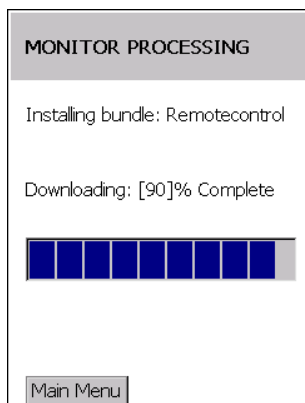 MONITOR PROCESSING
Installing bundle: Remotecontrol
Downloading: [90]% Complete
Main Menu